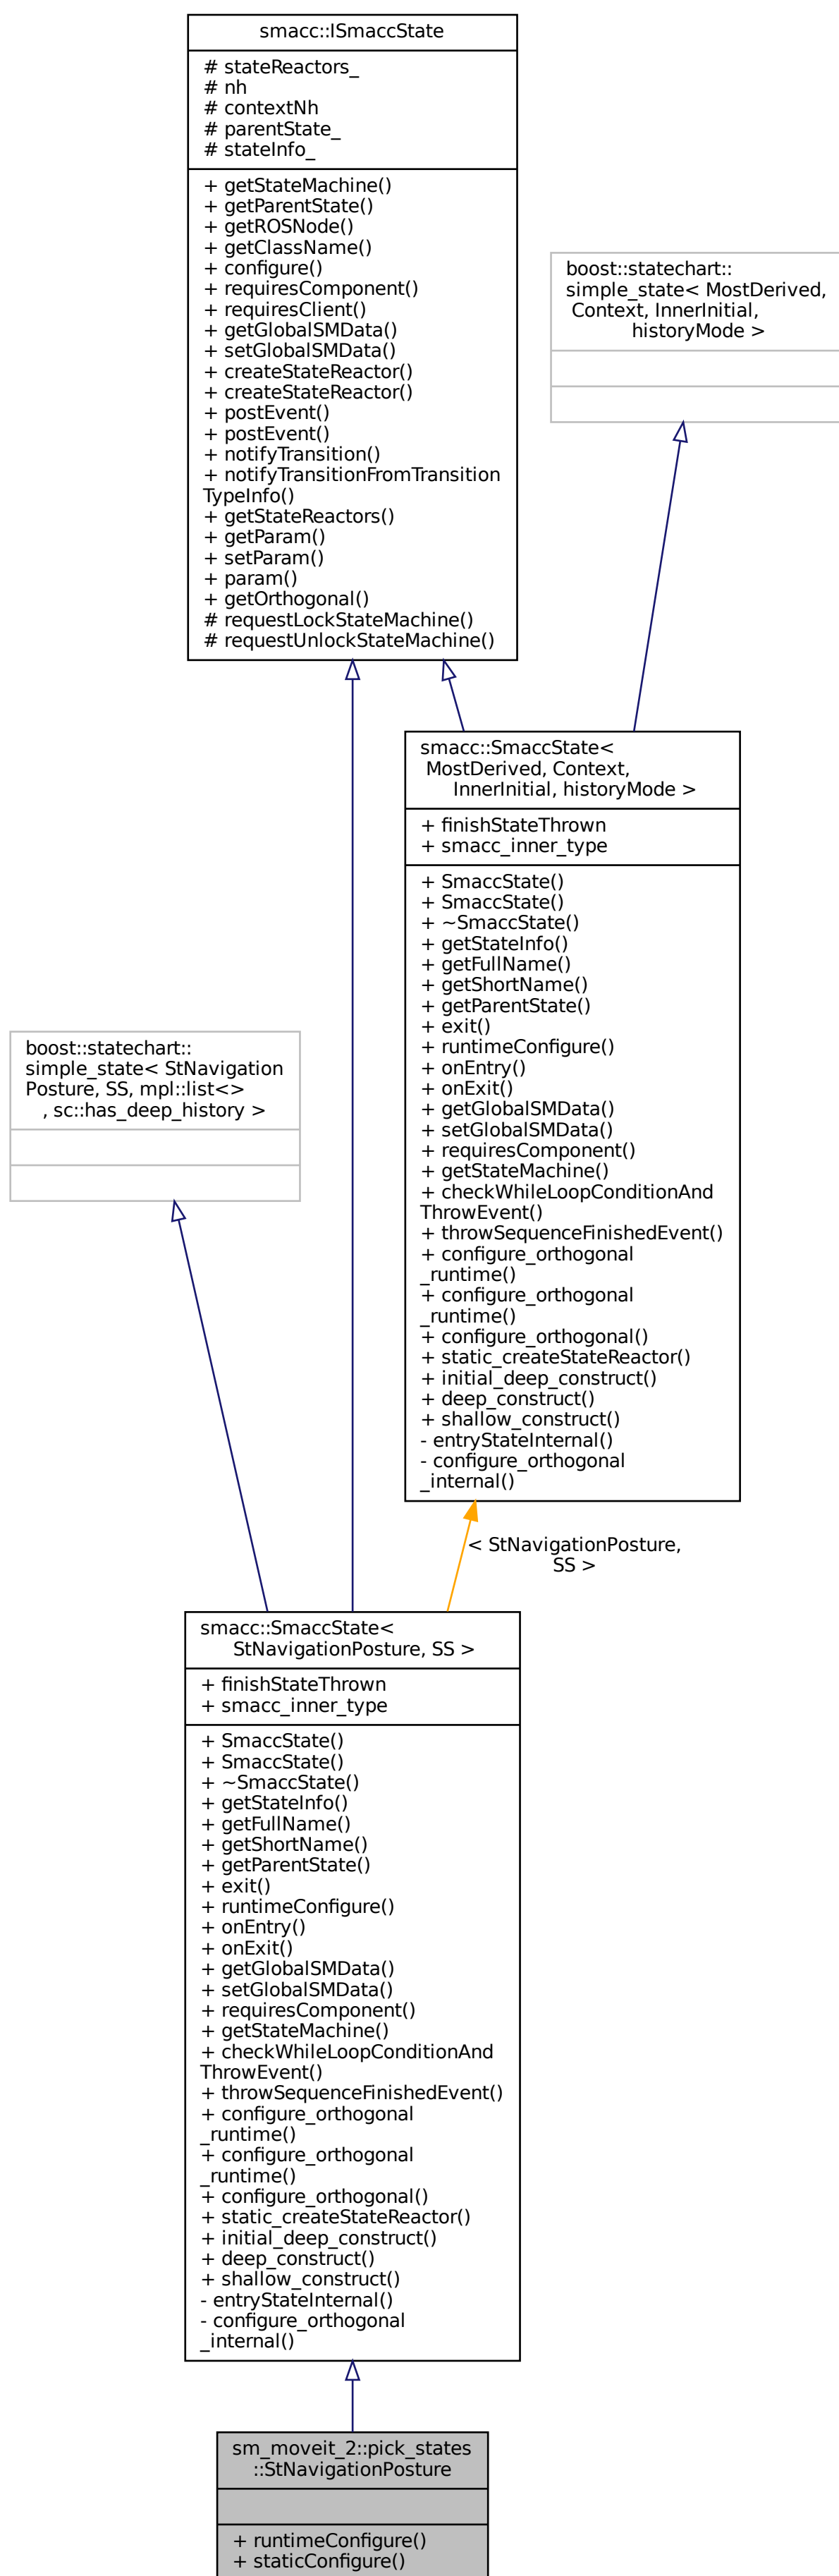 smacc::ISmaccState
# stateReactors_
# nh
# contextNh
# parentState_
# stateInfo_
+ getStateMachine()
+ getParentState()
+ getROSNode()
+ getClassName()
+ configure()
+ requiresComponent()
+ requiresClient()
+ getGlobalSMData()
+ setGlobalSMData()
+ createStateReactor()
+ createStateReactor()
+ postEvent()
+ postEvent()
+ notifyTransition()
+ notifyTransitionFromTransition
TypeInfo()
+ getStateReactors()
+ getParam()
+ setParam()
+ param()
+ getOrthogonal()
# requestLockStateMachine()
# requestUnlockStateMachine()
boost::statechart::
simple_state< MostDerived,
Context, InnerInitial,
historyMode >
smacc::SmaccState<
MostDerived, Context,
InnerInitial, historyMode >
+ finishStateThrown
+ smacc_inner_type
+ SmaccState()
+ SmaccState()
+ ~SmaccState()
+ getStateInfo()
+ getFullName()
+ getShortName()
+ getParentState()
+ exit()
+ runtimeConfigure()
+ onEntry()
+ onExit()
+ getGlobalSMData()
+ setGlobalSMData()
+ requiresComponent()
+ getStateMachine()
+ checkWhileLoopConditionAnd
ThrowEvent()
+ throwSequenceFinishedEvent()
+ configure_orthogonal
_runtime()
+ configure_orthogonal
_runtime()
+ configure_orthogonal()
+ static_createStateReactor()
+ initial_deep_construct()
+ deep_construct()
+ shallow_construct()
- entryStateInternal()
- configure_orthogonal
_internal()
boost::statechart::
simple_state< StNavigation
Posture, SS, mpl::list<>
, sc::has_deep_history >
< StNavigationPosture,
SS >
smacc::SmaccState<
StNavigationPosture, SS >
+ finishStateThrown
+ smacc_inner_type
+ SmaccState()
+ SmaccState()
+ ~SmaccState()
+ getStateInfo()
+ getFullName()
+ getShortName()
+ getParentState()
+ exit()
+ runtimeConfigure()
+ onEntry()
+ onExit()
+ getGlobalSMData()
+ setGlobalSMData()
+ requiresComponent()
+ getStateMachine()
+ checkWhileLoopConditionAnd
ThrowEvent()
+ throwSequenceFinishedEvent()
+ configure_orthogonal
_runtime()
+ configure_orthogonal
_runtime()
+ configure_orthogonal()
+ static_createStateReactor()
+ initial_deep_construct()
+ deep_construct()
+ shallow_construct()
- entryStateInternal()
- configure_orthogonal
_internal()
sm_moveit_2::pick_states
::StNavigationPosture
+ runtimeConfigure()
+ staticConfigure()